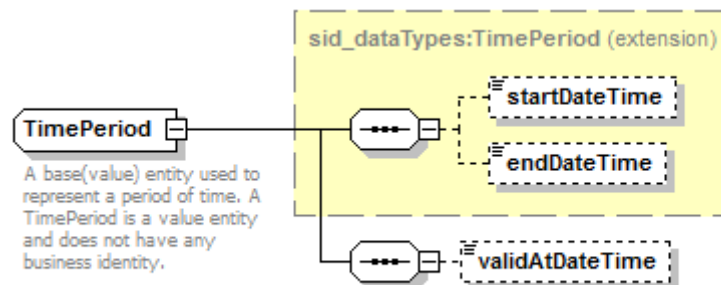 sid_dataTypes:TimePeriod (extension)
startDateTime
TimePeriod
endDateTime
A base(value) entity used to
represent a period of time. A
TimePeriod is a value entity
and does not have any
business identity.
validAtDateTime